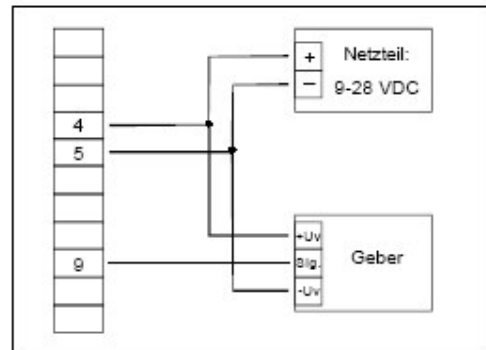 4
5
9
+
−
Netzteil:
9-28 VDC
+Uv
Sig.
-Uv
Geber